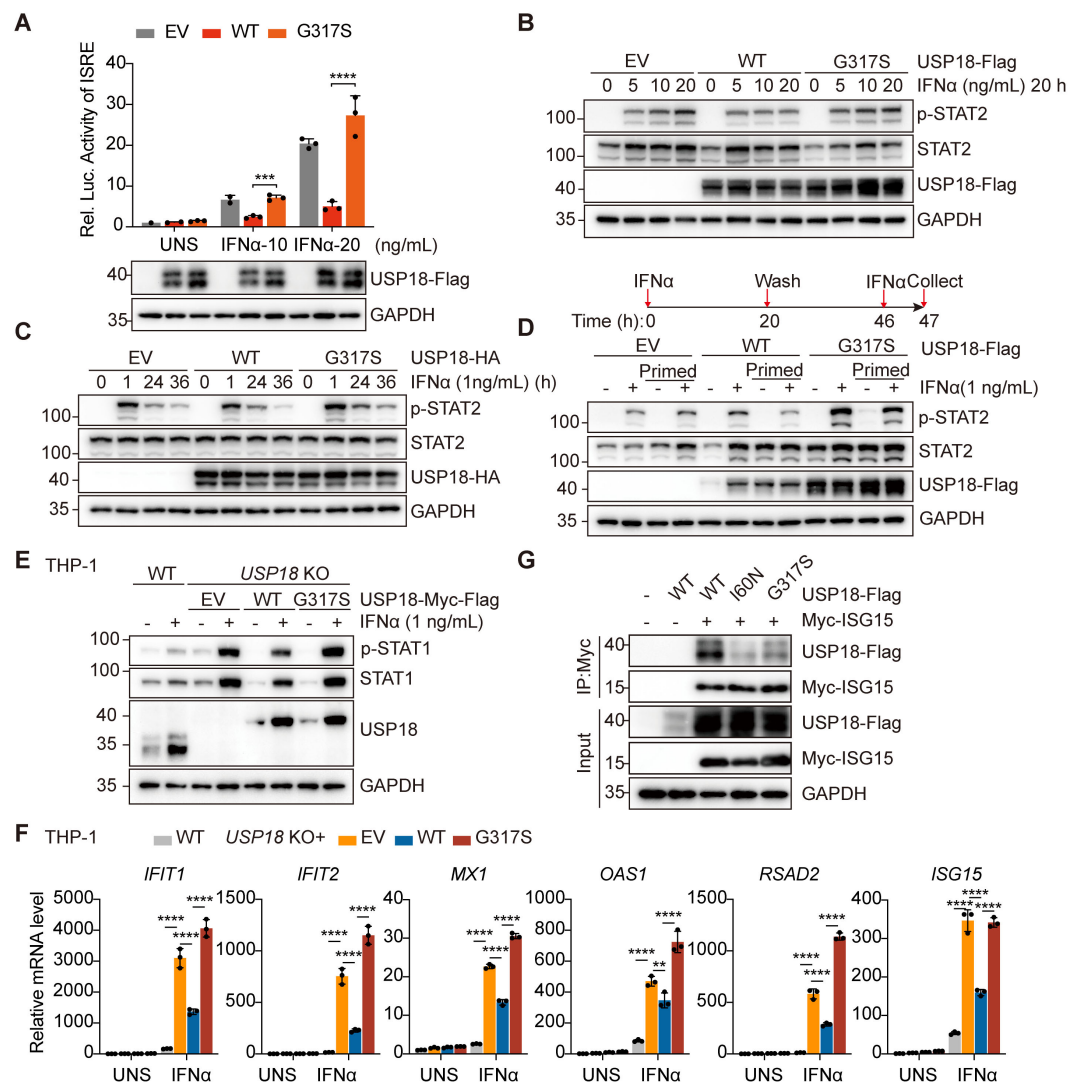 A
EV WT G317S
Rel. Luc. Activity of ISRE
40
30
20
10
0
***
****
UNS IFNα-10 IFNα-20 (ng/mL)
40 USP18-Flag
35 GAPDH
B
EV WT G317S USP18-Flag
0 5 10 20 0 5 10 20 0 5 10 20 IFNα (ng/mL) 20 h
100 p-STAT2
100 STAT2
40 USP18-Flag
35 GAPDH
C
EV WT G317S USP18-HA
0 1 24 36 0 1 24 36 0 1 24 36 IFNα (1ng/mL) (h)
100 p-STAT2
100 STAT2
40 USP18-HA
35 GAPDH
IFNα Wash IFNα Collect
Time (h): 0 20 46 47
D
EV WT G317S USP18-Flag
Primed Primed Primed
- + - + - + - + - + - + IFNα(1 ng/mL)
100 p-STAT2
100 STAT2
40 USP18-Flag
35 GAPDH
E THP-1
WT USP18 KO
EV WT G317S USP18-Myc-Flag
- + - + - + - + IFNα (1 ng/mL)
100 p-STAT1
100 STAT1
40
35 USP18
35 GAPDH
G
- WT WT I60N G317S USP18-Flag
- - + + + Myc-ISG15
IP:Myc
40 USP18-Flag
15 Myc-ISG15
Input
40 USP18-Flag
15 Myc-ISG15
35 GAPDH
F THP-1 WT USP18 KO+ EV WT G317S
Relative mRNA level
IFIT1
5000
4000
3000
2000
1000
0
**** **** ****
UNS IFNα
IFIT2
1500
1000
500
0
**** **** ****
UNS IFNα
MX1
40
30
20
10
0
**** **** ****
UNS IFNα
OAS1
1000
800
600
400
200
0
**** ** ****
UNS IFNα
RSAD2
1500
1000
500
0
**** **** ****
UNS IFNα
ISG15
400
300
200
100
0
**** **** ****
UNS IFNα